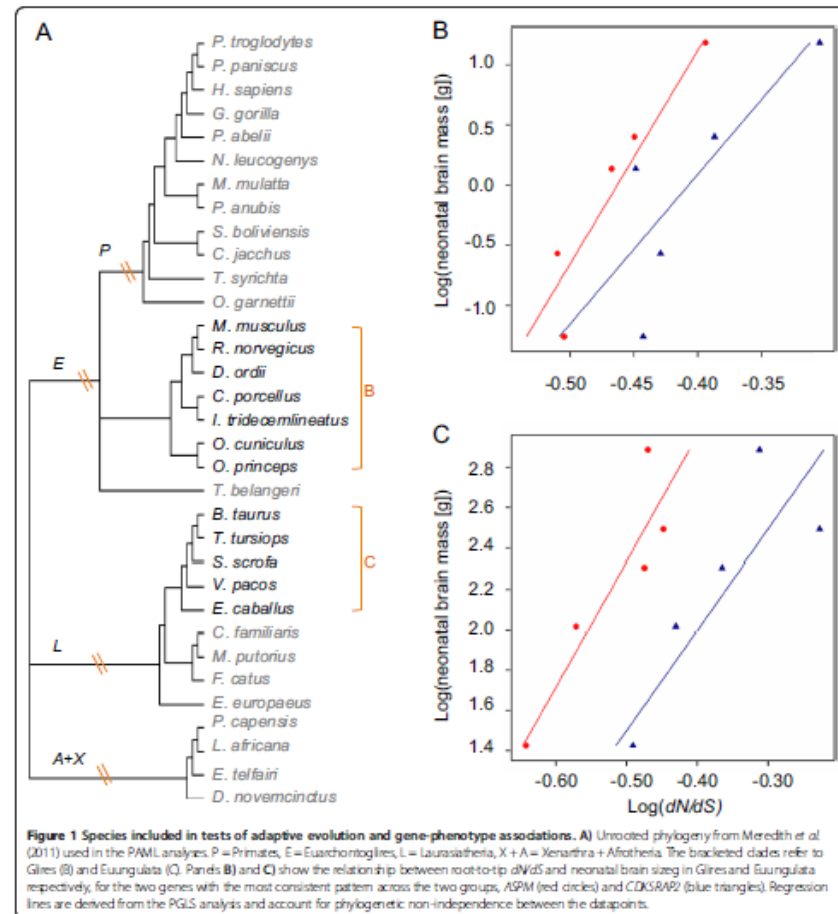 A
P. troglodytes
P. paniscus
H. sapiens
G. gorilla
P. abelii
N. leucogenys
M. mulatta
P. anubis
S. boliviensis
C. jacchus
T. syrichta
O. garnettii
P
M. musculus
R. norvegicus
D. ordii
C. porcellus
I. tridecemlineatus
O. cuniculus
O. princeps
B
E
T. belangeri
B. taurus
T. tursiops
S. scrofa
V. pacos
E. caballus
C
C. familiaris
M. putorius
F. catus
E. europaeus
L
P. capensis
L. africana
E. telfairi
D. novemcinctus
A+X
B
Log(neonatal brain mass [g])
1.0
0.5
0.0
-0.5
-1.0
-0.50 -0.45 -0.40 -0.35
C
Log(neonatal brain mass [g])
2.8
2.6
2.4
2.2
2.0
1.8
1.6
1.4
-0.60 -0.50 -0.40 -0.30
Log(dN/dS)
Figure 1 Species included in tests of adaptive evolution and gene-phenotype associations. A) Unrooted phylogeny from Meredith et al.
(2011) used in the PAML analyses. P = Primates, E = Euarchontoglires, L = Laurasiatheria, X + A = Xenarthra + Afrotheria. The bracketed clades refer to
Glires (B) and Euungulata (C). Panels B) and C) show the relationship between root-to-tip dN/dS and neonatal brain sizeg in Glires and Euungulata
respectively, for the two genes with the most consistent pattern across the two groups, ASPM (red circles) and CDK5RAP2 (blue triangles). Regression
lines are derived from the PGLS analysis and account for phylogenetic non-independence between the datapoints.